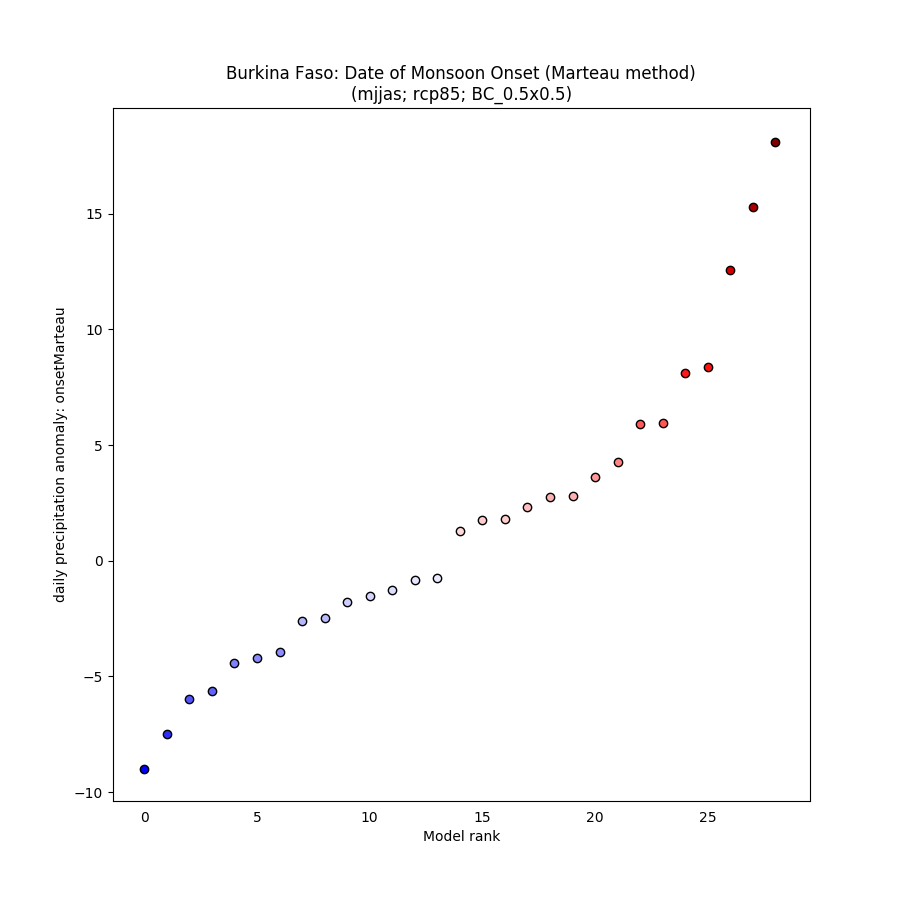 Burkina Faso: Date of Monsoon Onset (Marteau method)
(mjjas; rcp85; BC_0.5x0.5)
daily precipitation anomaly: onsetMarteau
15
10
5
0
−5
−10
0 5 10 15 20 25
Model rank